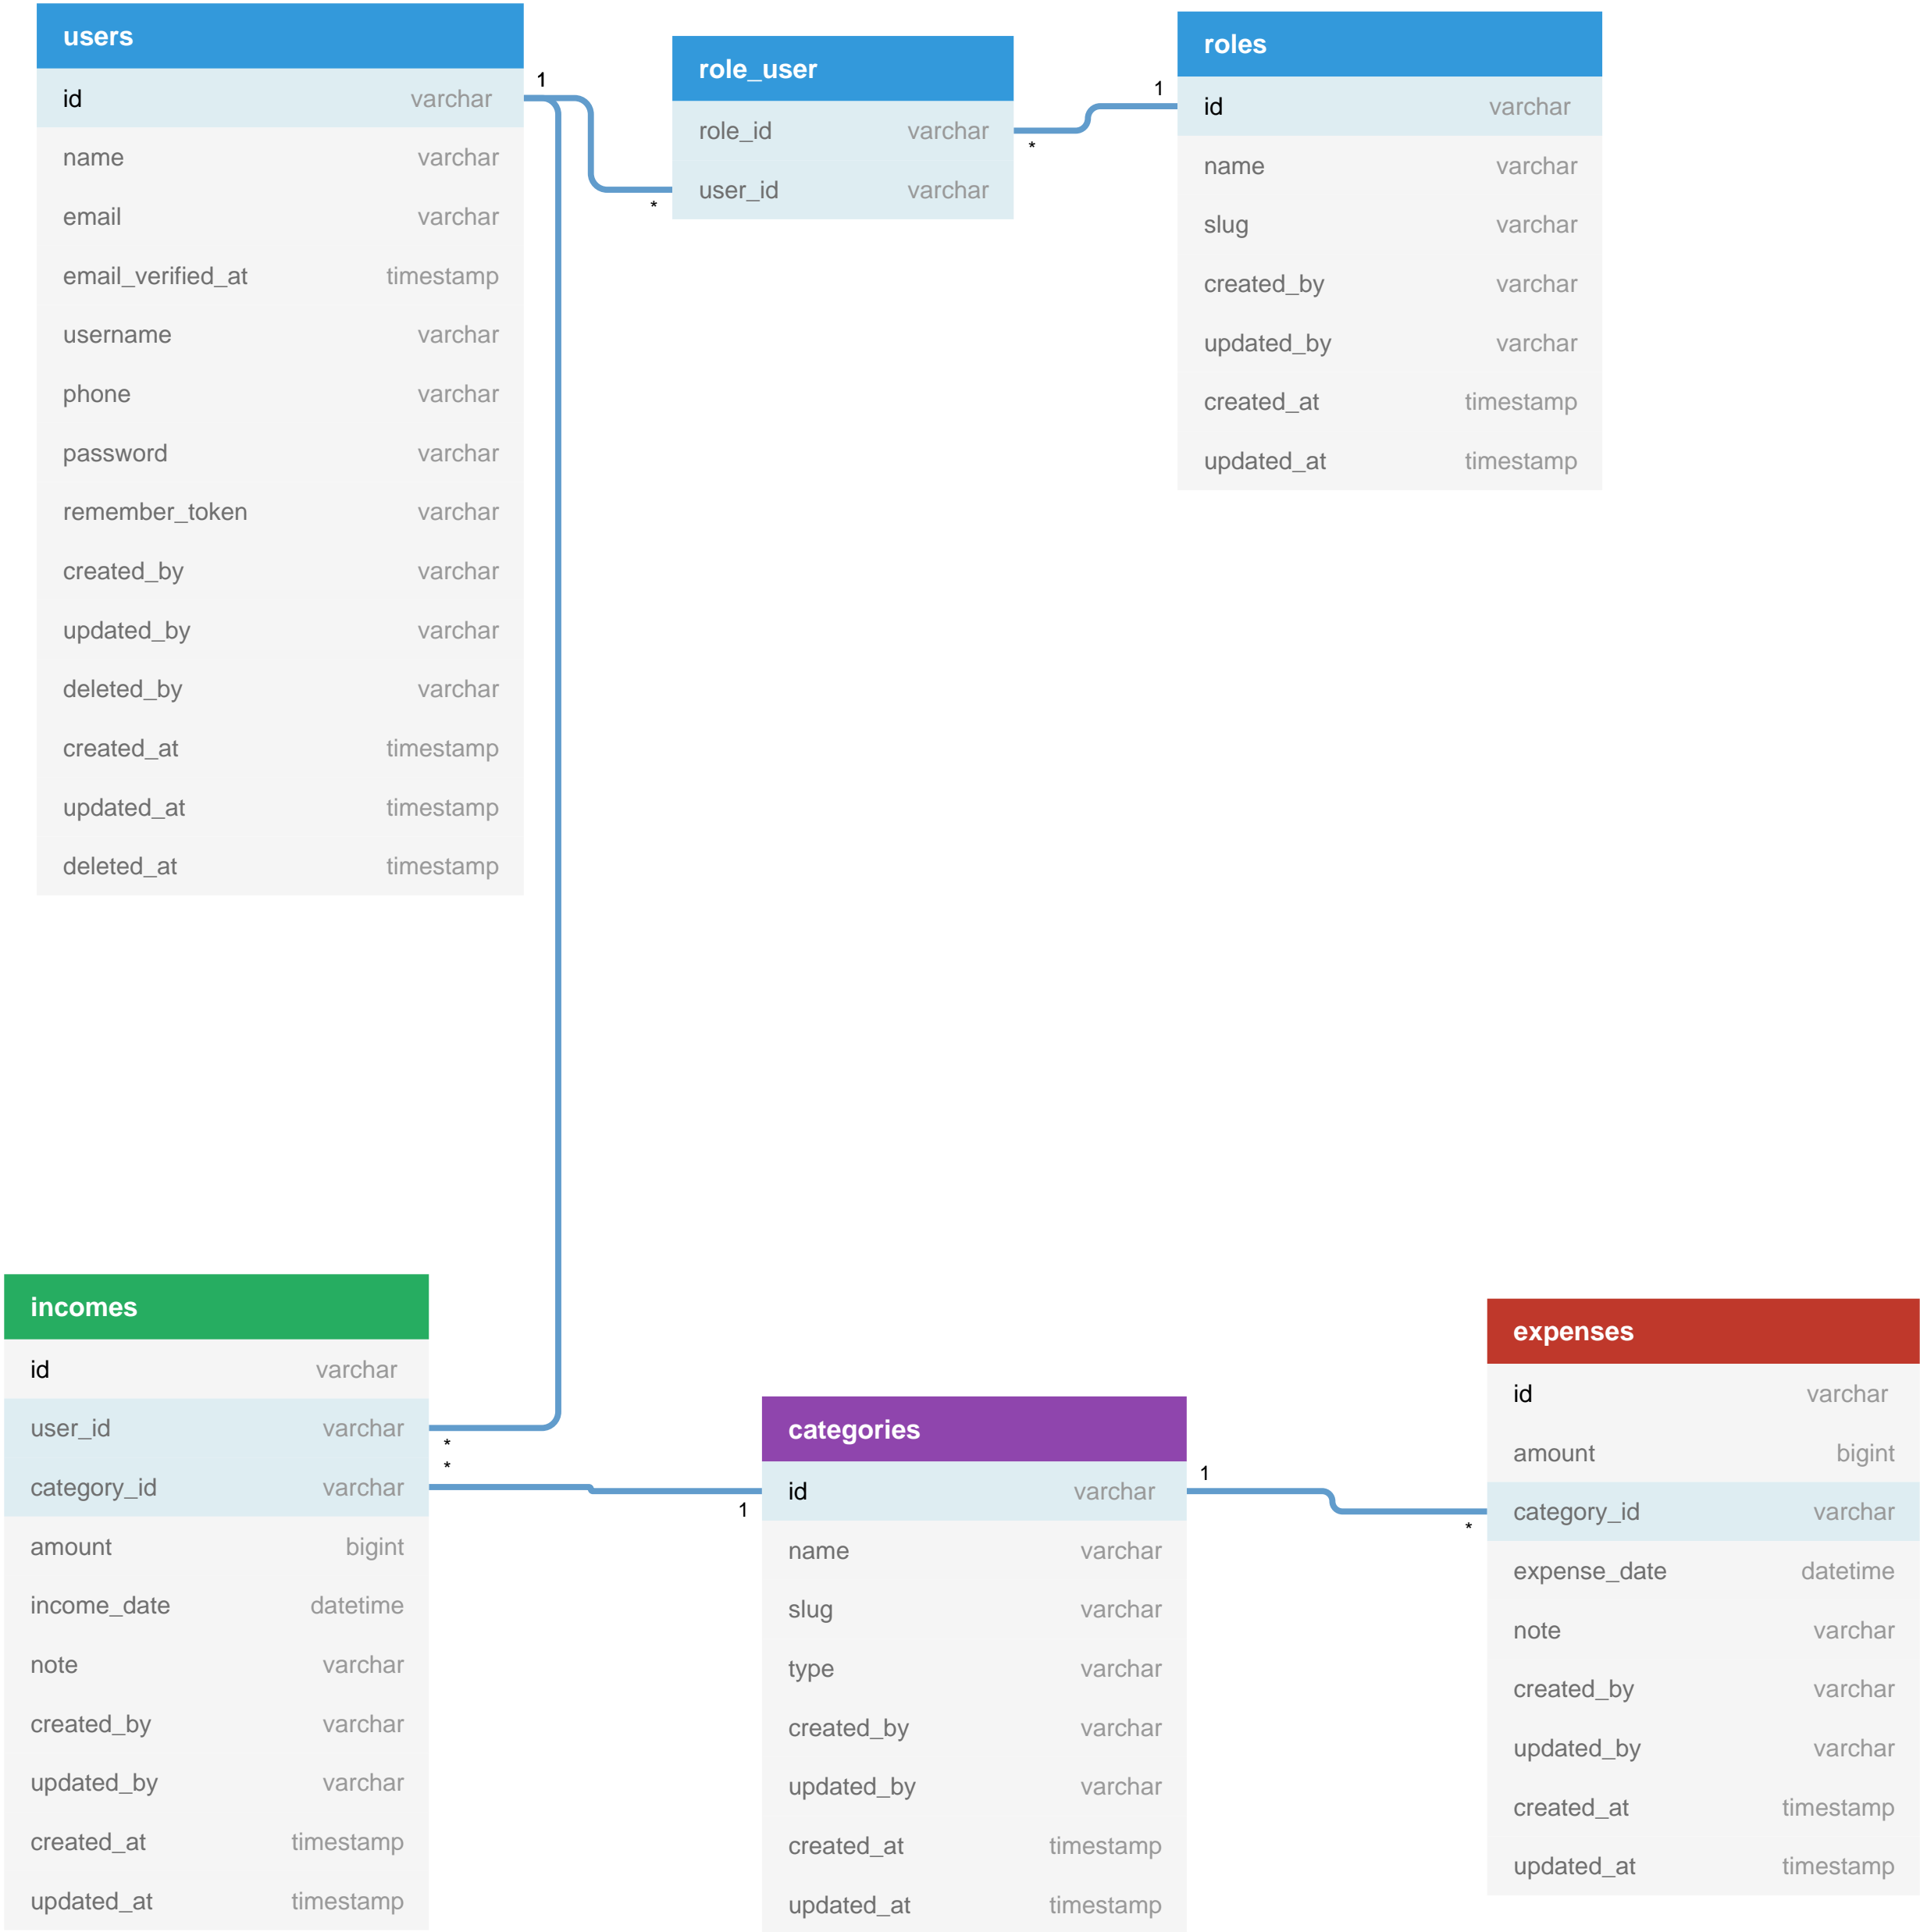 users
id varchar
name varchar
email varchar
email_verified_at timestamp
username varchar
phone varchar
password varchar
remember_token varchar
created_by varchar
updated_by varchar
deleted_by varchar
created_at timestamp
updated_at timestamp
deleted_at timestamp
1
*
role_user
role_id varchar
user_id varchar
*
1
roles
id varchar
name varchar
slug varchar
created_by varchar
updated_by varchar
created_at timestamp
updated_at timestamp
incomes
id varchar
user_id varchar
category_id varchar
amount bigint
income_date datetime
note varchar
created_by varchar
updated_by varchar
created_at timestamp
updated_at timestamp
*
*
1
categories
id varchar
name varchar
slug varchar
type varchar
created_by varchar
updated_by varchar
created_at timestamp
updated_at timestamp
1
*
expenses
id varchar
amount bigint
category_id varchar
expense_date datetime
note varchar
created_by varchar
updated_by varchar
created_at timestamp
updated_at timestamp